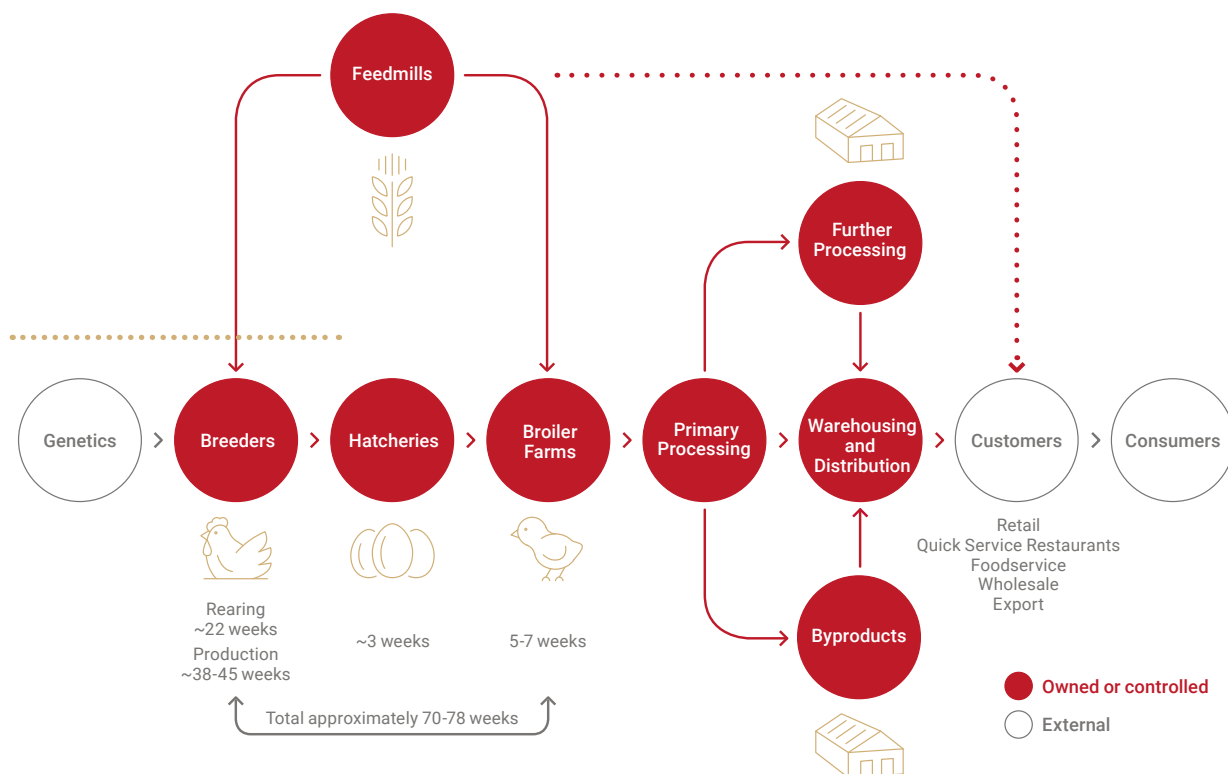 Feedmills
Further
Processing
Genetics
Breeders
Hatcheries
Broiler
Farms
Primary
Processing
Warehousing
and
Distribution
Customers
Consumers
Rearing
~22 weeks
Production
~38-45 weeks
~3 weeks
5-7 weeks
Total approximately 70-78 weeks
Retail
Quick Service Restaurants
Foodservice
Wholesale
Export
Byproducts
Owned or controlled
External